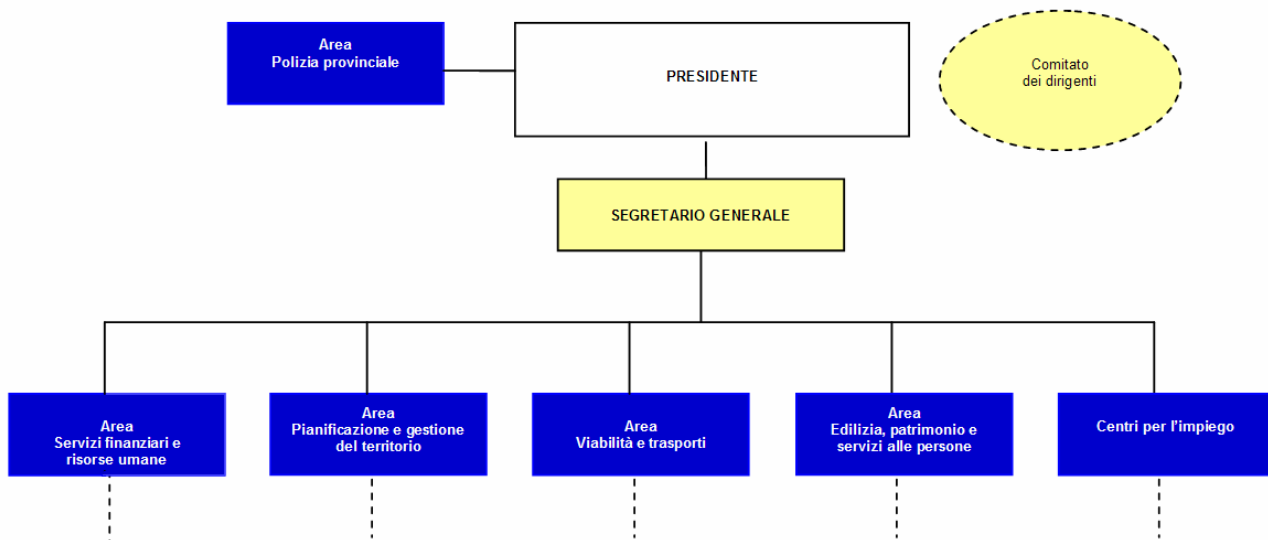 Area
Polizia provinciale
PRESIDENTE
Comitato
dei dirigenti
SEGRETARIO GENERALE
Area
Servizi finanziari e
risorse umane
Area
Pianificazione e gestione
del territorio
Area
Viabilità e trasporti
Area
Edilizia, patrimonio e
servizi alle persone
Centri per l’impiego